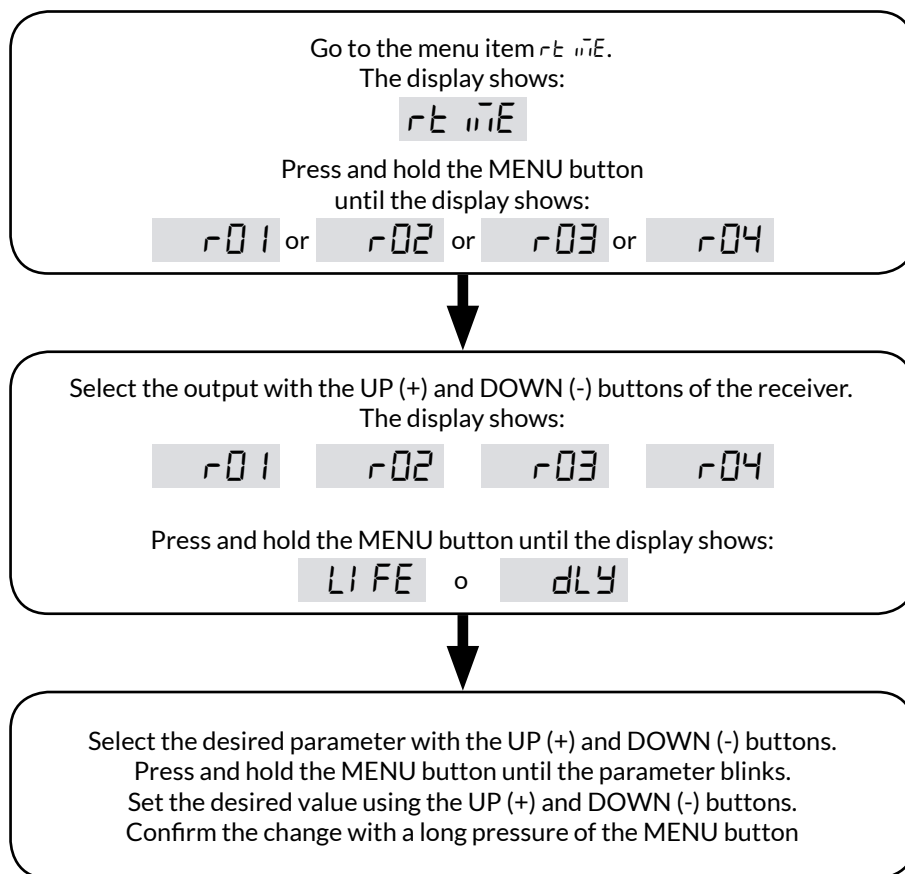 Go to the menu item rtimE.
The display shows:
rtimE
Press and hold the MENU button
until the display shows:
r01 or r02 or r03 or r04
Select the output with the UP (+) and DOWN (-) buttons of the receiver.
The display shows:
r01 r02 r03 r04
Press and hold the MENU button until the display shows:
LIFE o dLY
Select the desired parameter with the UP (+) and DOWN (-) buttons.
Press and hold the MENU button until the parameter blinks.
Set the desired value using the UP (+) and DOWN (-) buttons.
Confirm the change with a long pressure of the MENU button